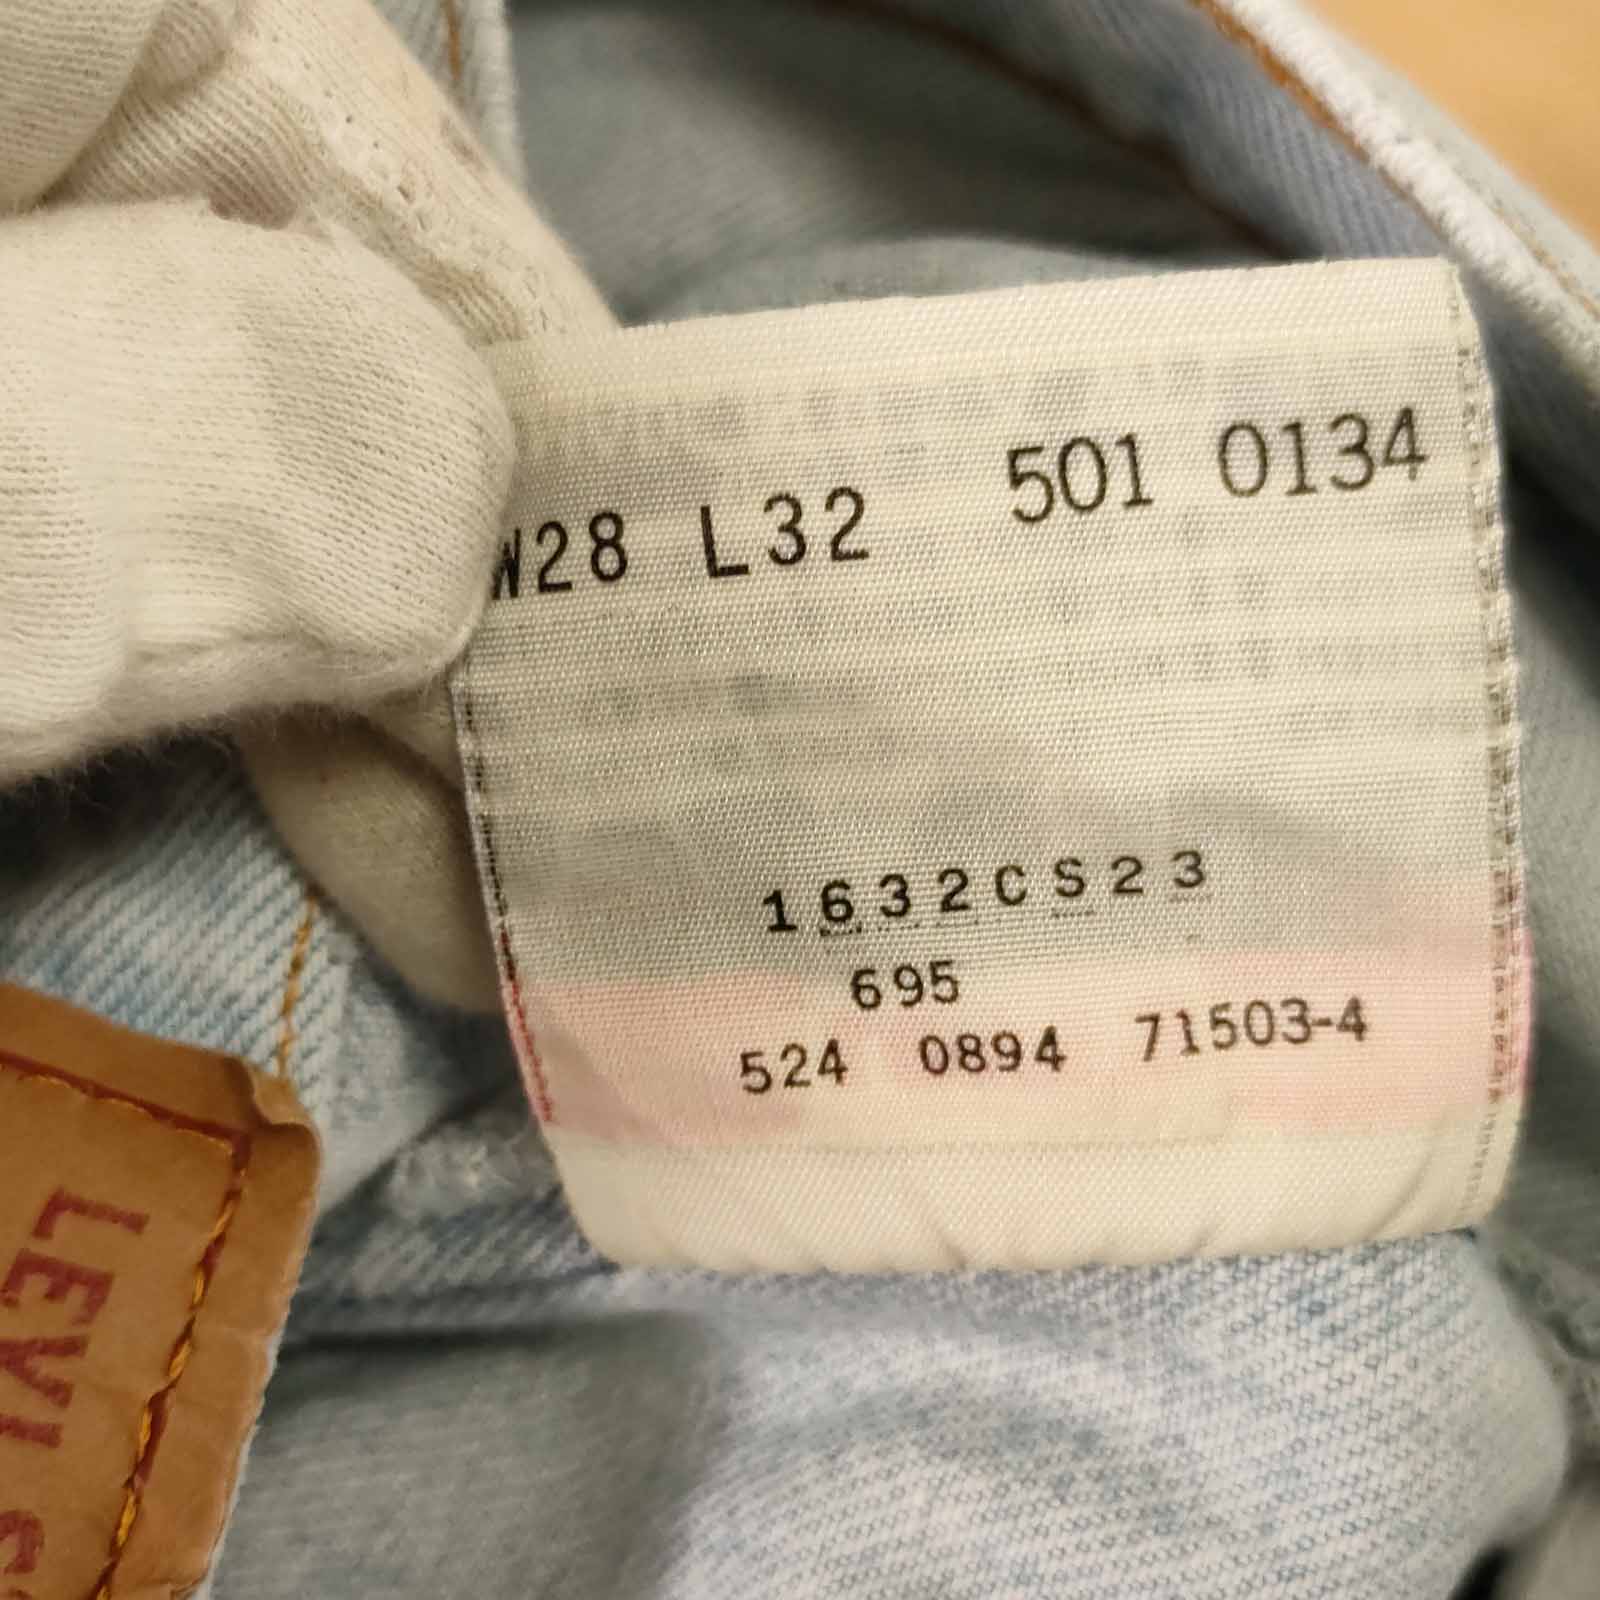 W28 L32 501 0134
1632CS23
695
524 0894 71503-4
LEVI S